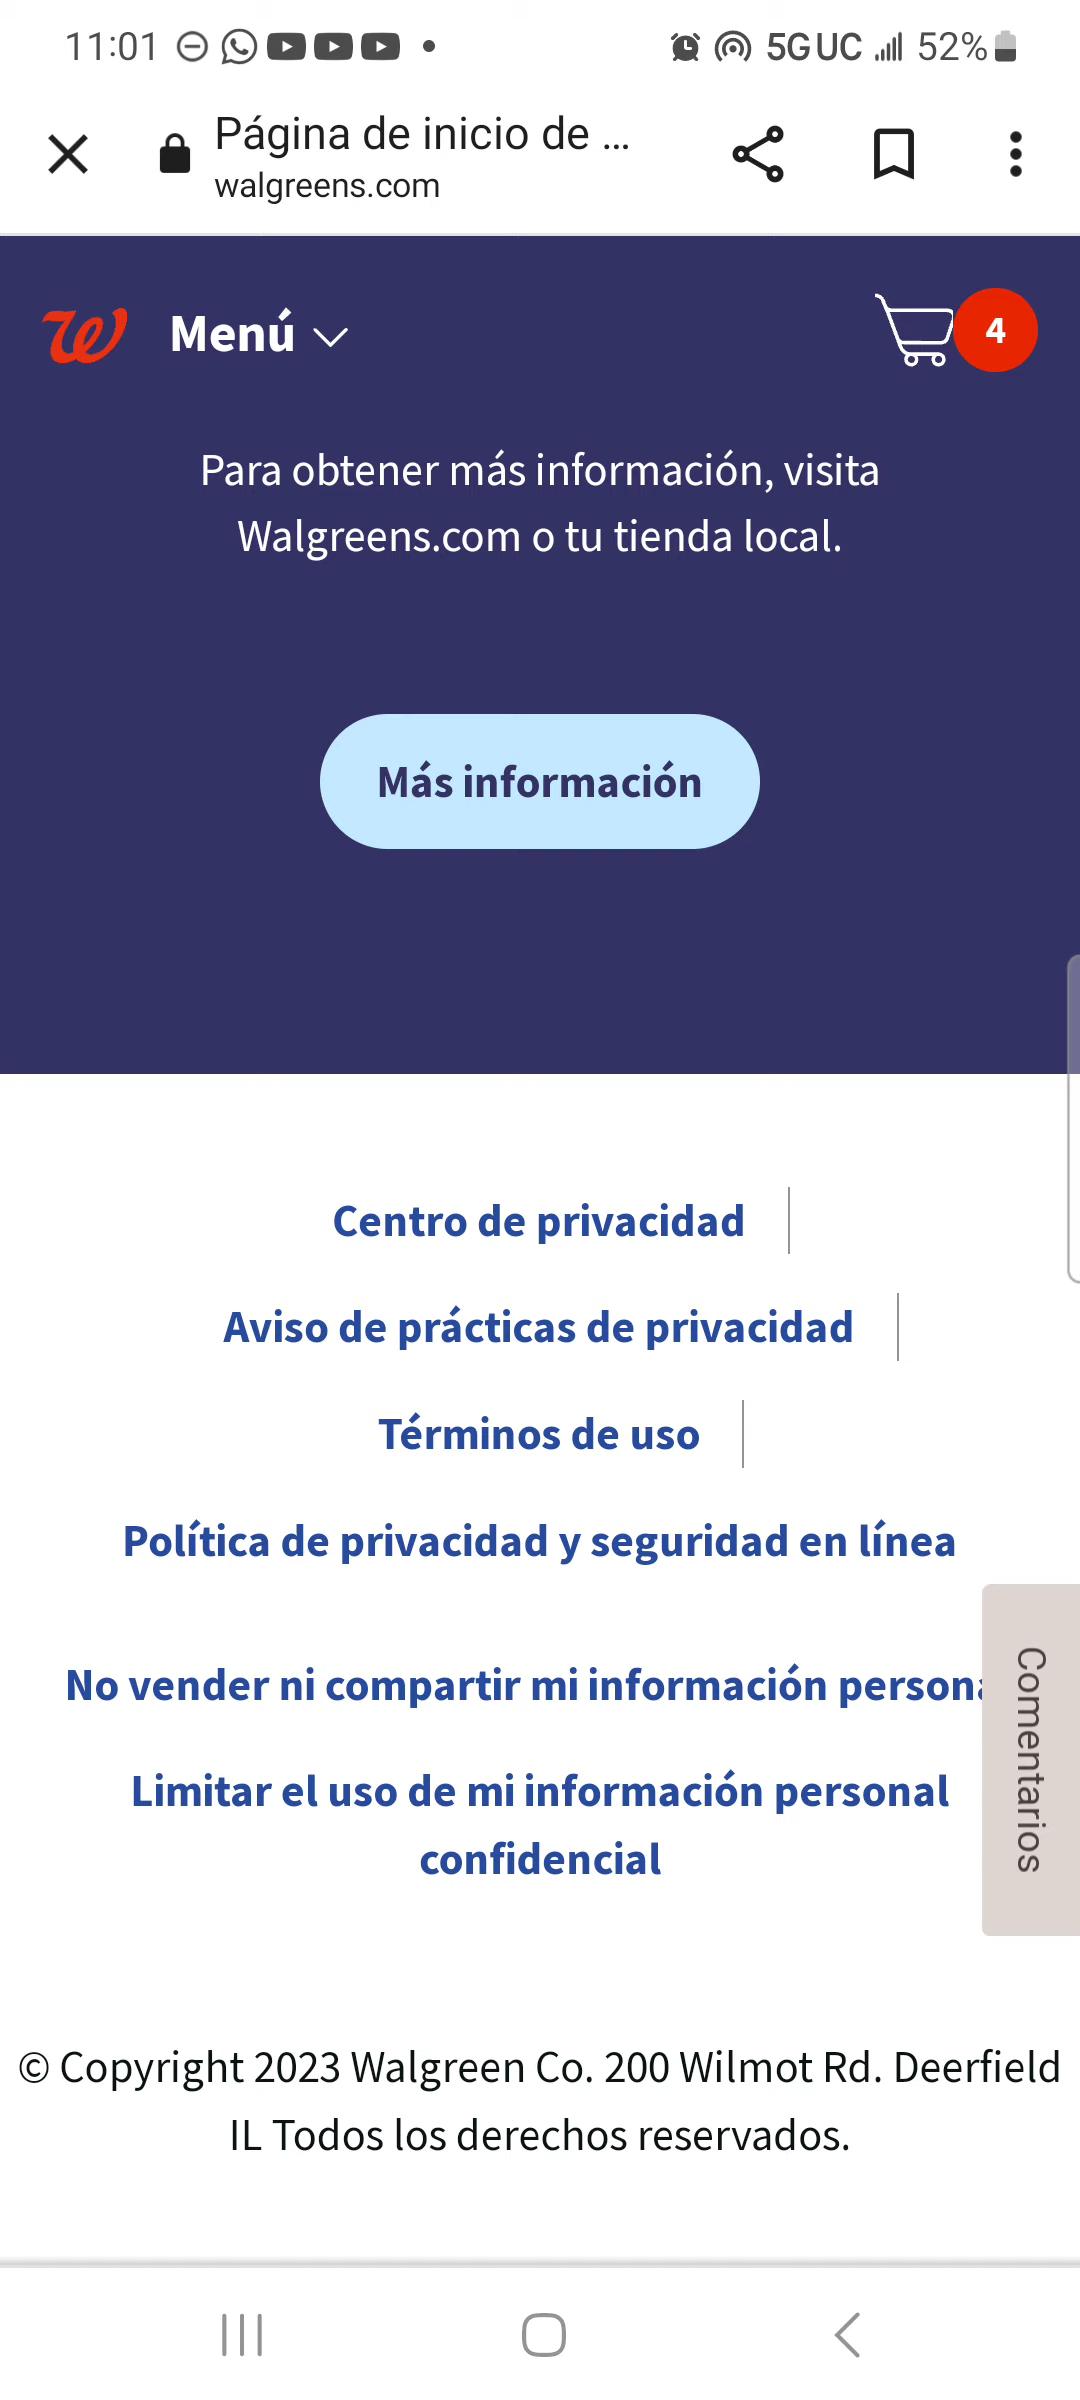 11:01
5G UC 52%
Página de inicio de ...
walgreens.com
W Menú
4
Para obtener más información, visita
Walgreens.com o tu tienda local.
Más información
Centro de privacidad
Aviso de prácticas de privacidad
Términos de uso
Política de privacidad y seguridad en línea
No vender ni compartir mi información persona
Limitar el uso de mi información personal
confidencial
Comentarios
© Copyright 2023 Walgreen Co. 200 Wilmot Rd. Deerfield
IL Todos los derechos reservados.